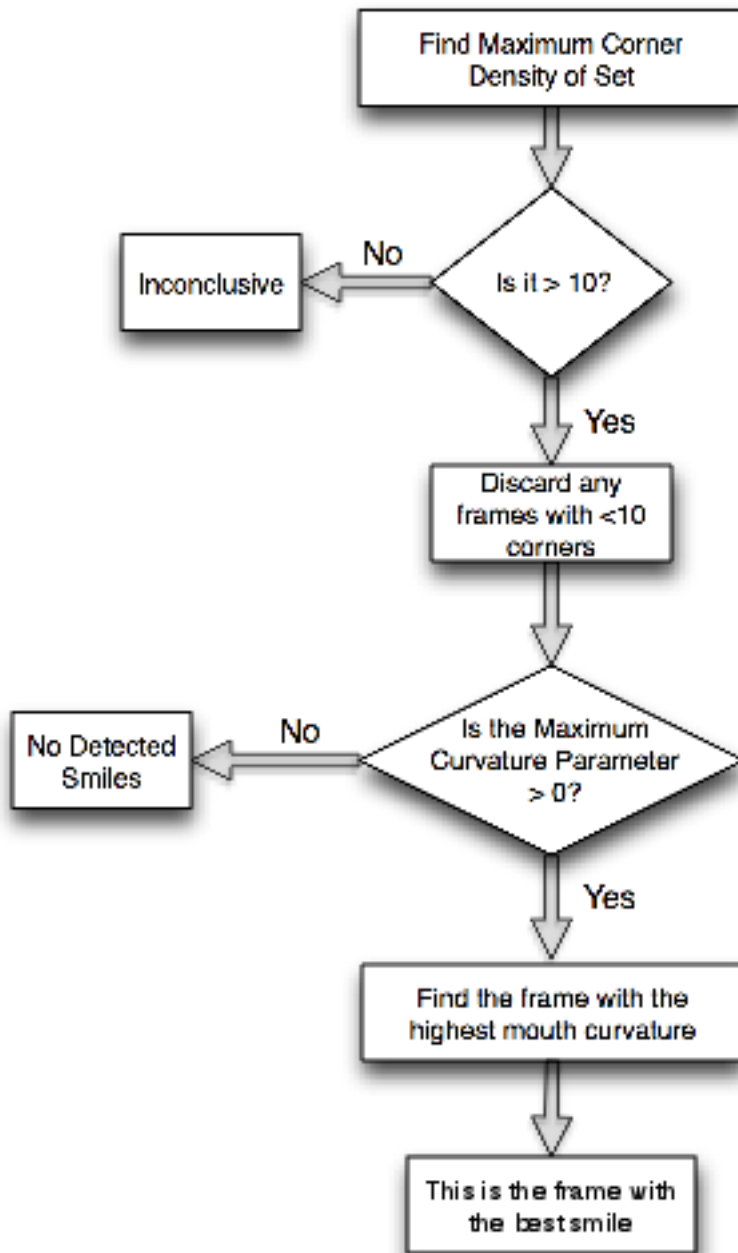 Find Maximum Corner
Density of Set
No
Inconclusive
Is it > 10?
Yes
Discard any
frames with <10
corners
No
No Detected
Smiles
Is the Maximum
Curvature Parameter
> 0?
Yes
Find the frame with the
highest mouth curvature
This is the frame with
the best smile